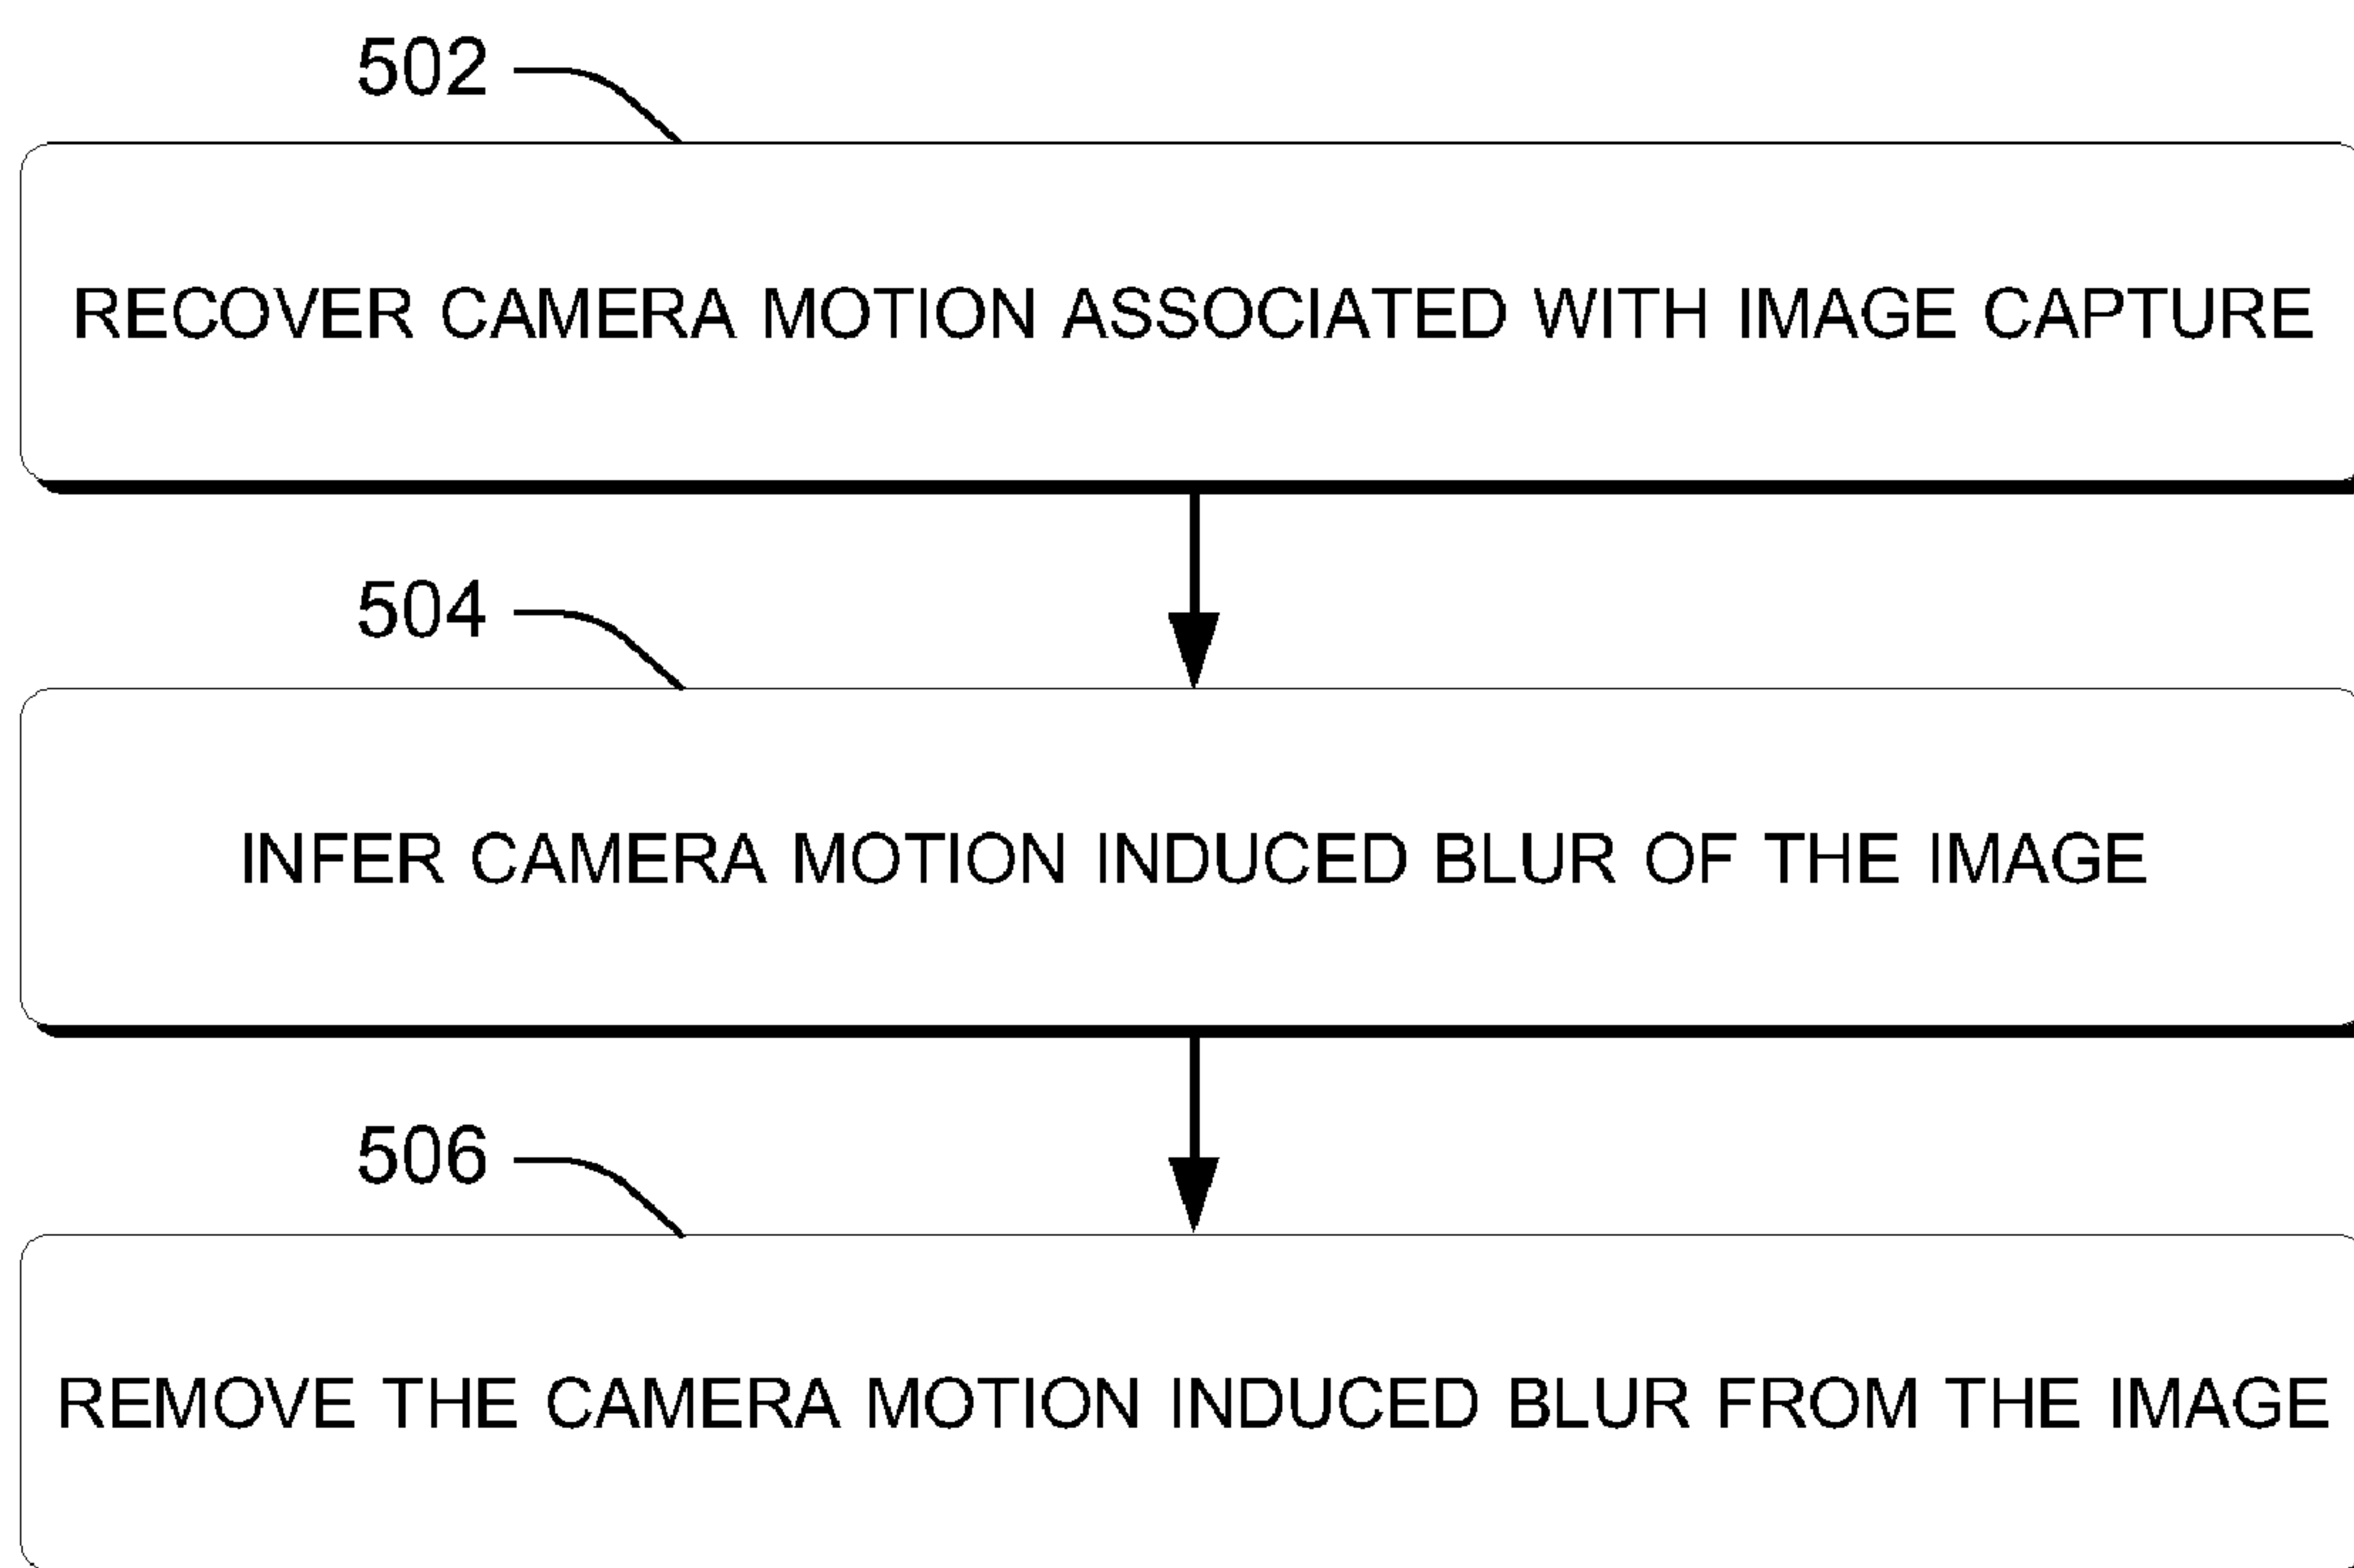 502
RECOVER CAMERA MOTION ASSOCIATED WITH IMAGE CAPTURE
504
INFER CAMERA MOTION INDUCED BLUR OF THE IMAGE
506
REMOVE THE CAMERA MOTION INDUCED BLUR FROM THE IMAGE